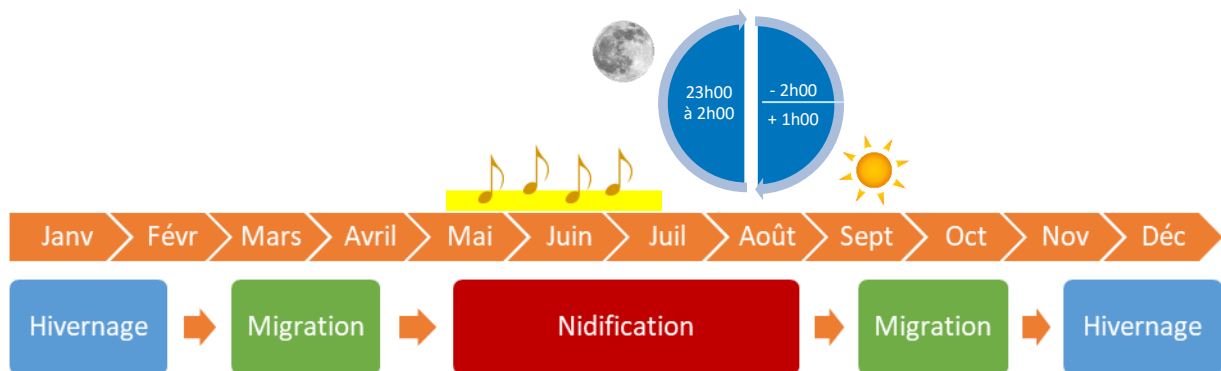 23h00
à 2h00
- 2h00
+ 1h00
Janv Févr Mars Avril Mai Juin Juil Août Sept Oct Nov Déc
Hivernage Migration Nidification Migration Hivernage